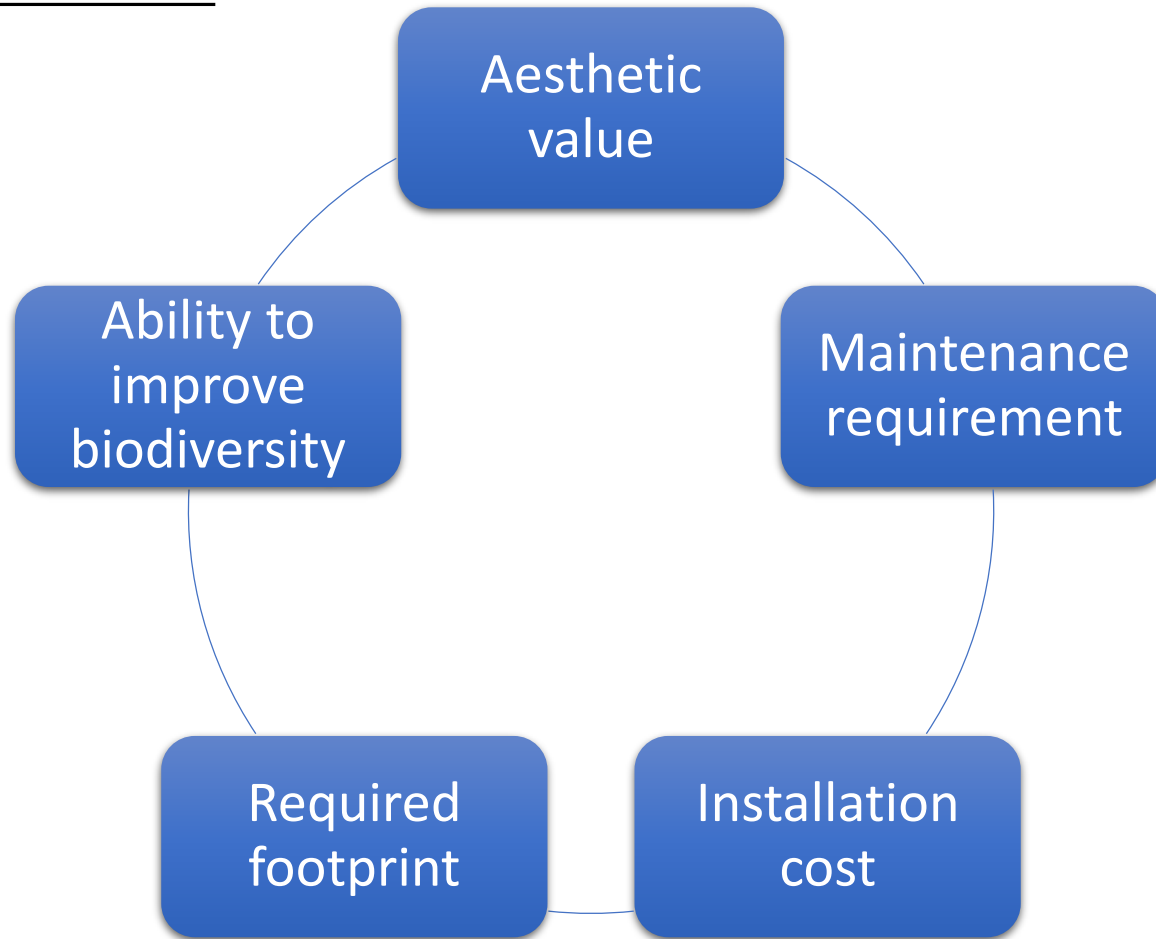 Aesthetic
value
Maintenance
requirement
Installation
cost
Required
footprint
Ability to
improve
biodiversity